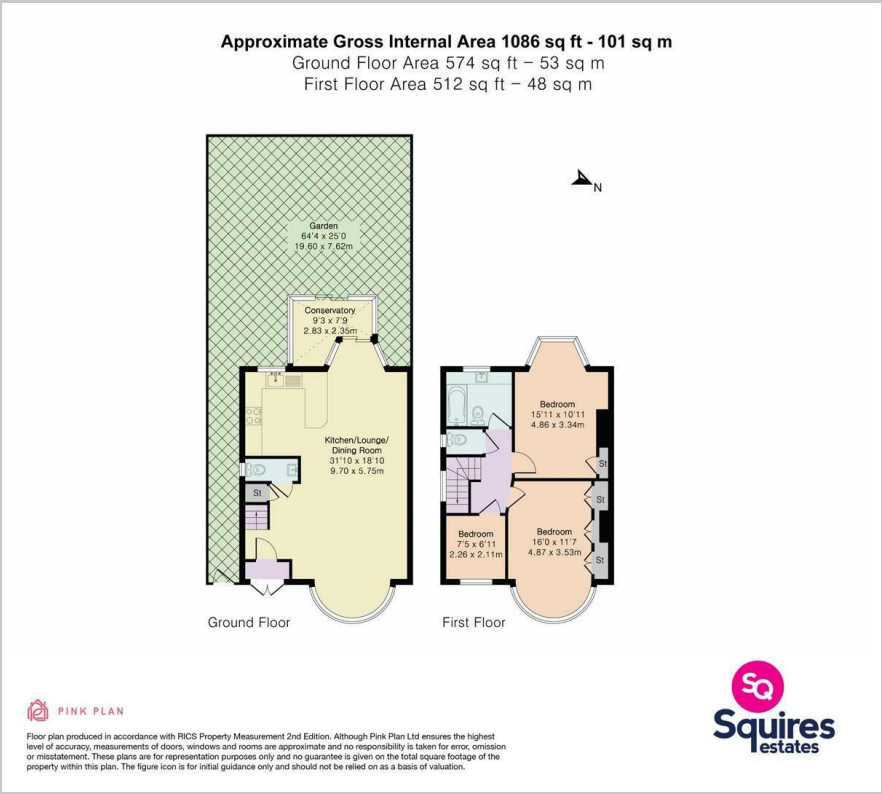 Approximate Gross Internal Area 1086 sq ft - 101 sq m
Ground Floor Area 574 sq ft – 53 sq m
First Floor Area 512 sq ft – 48 sq m
N
Garden
64'4 x 25'0
19.60 x 7.62m
Conservatory
9'3 x 7'9
2.83 x 2.35m
Kitchen/Lounge/
Dining Room
31'10 x 18'10
9.70 x 5.75m
St
Ground Floor
Bedroom
15'11 x 10'11
4.86 x 3.34m
St
St
Bedroom
7'5 x 6'11
2.26 x 2.11m
Bedroom
16'0 x 11'7
4.87 x 3.53m
St
First Floor
PINK PLAN
Floor plan produced in accordance with RICS Property Measurement 2nd Edition. Although Pink Plan Ltd ensures the highest
level of accuracy, measurements of doors, windows and rooms are approximate and no responsibility is taken for error, omission
or misstatement. These plans are for representation purposes only and no guarantee is given on the total square footage of the
property within this plan. The figure icon is for initial guidance only and should not be relied on as a basis of valuation.
SQ
Squires
estates